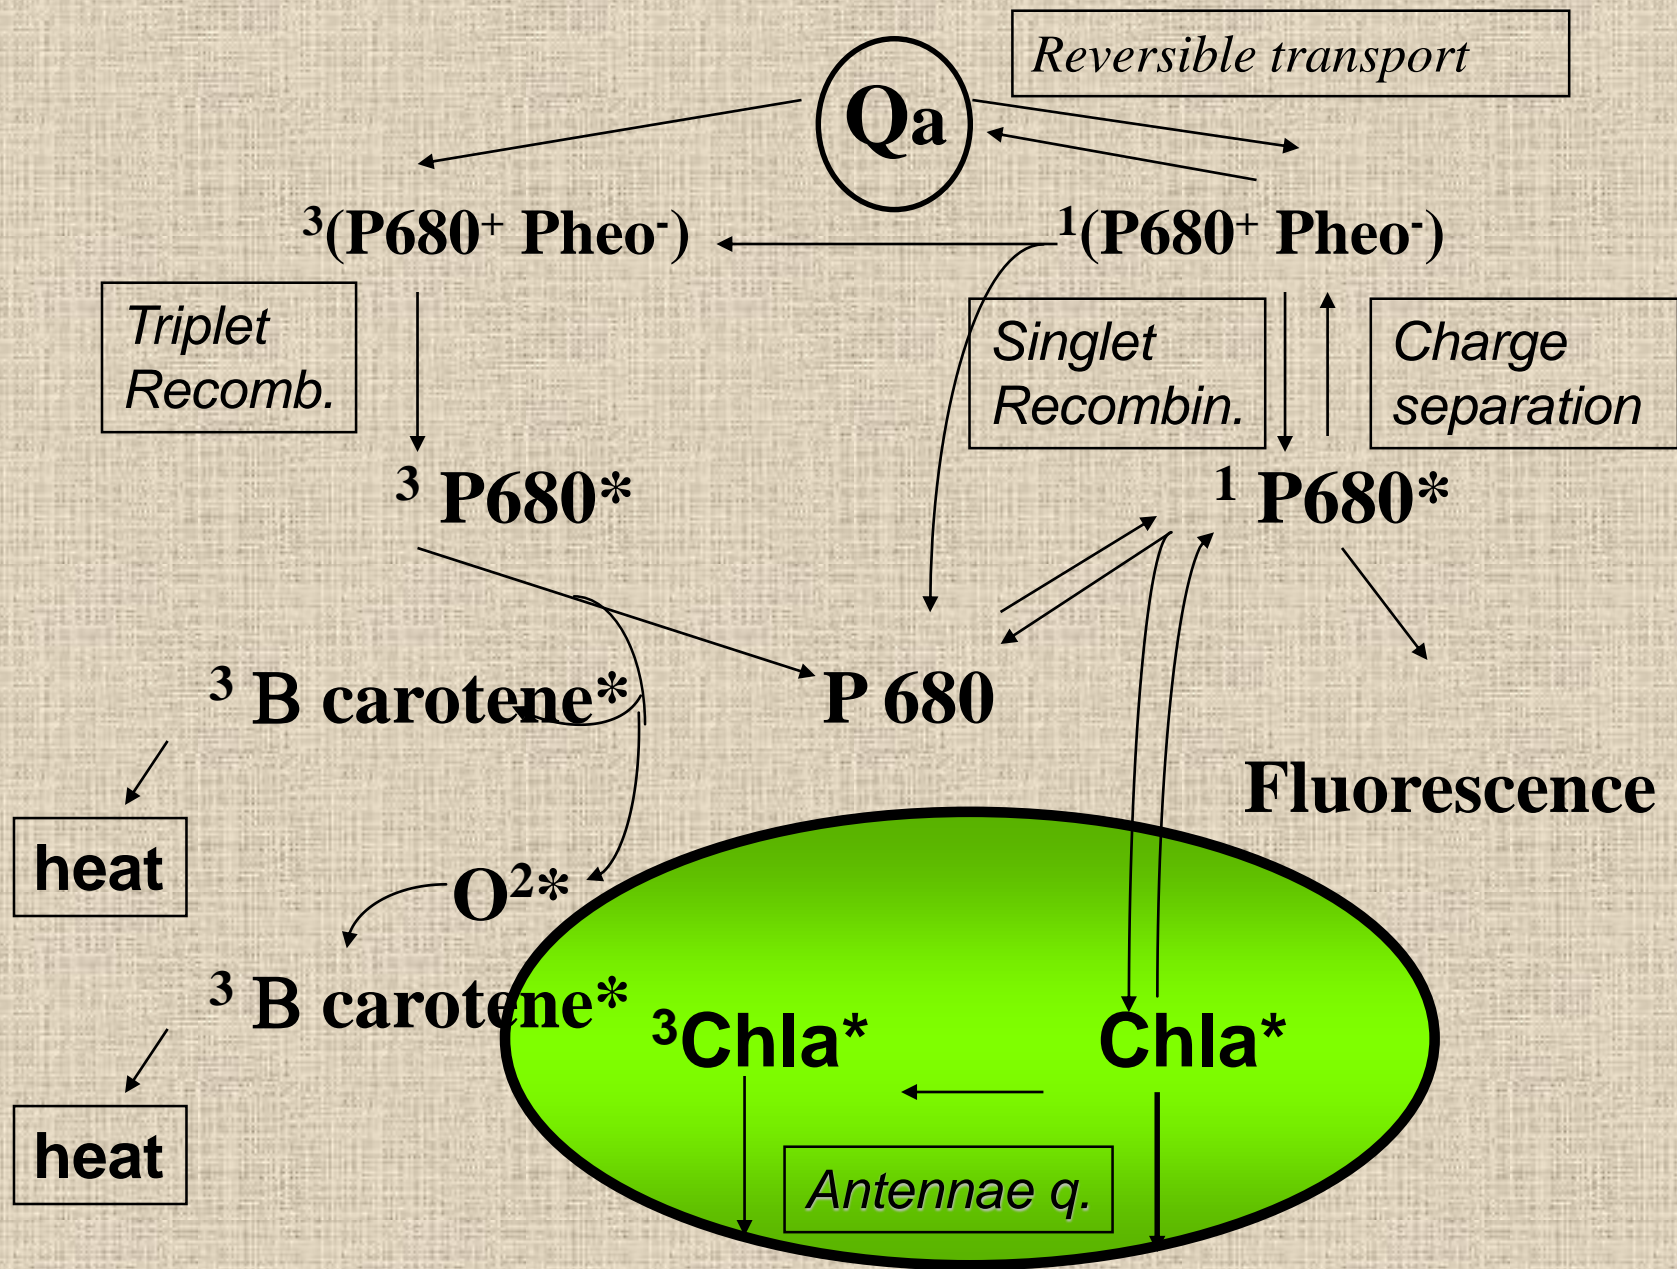 Reversible transport
Qa
³(P680⁺ Pheo⁻)
¹(P680⁺ Pheo⁻)
Triplet
Recomb.
Singlet
Recombin.
Charge
separation
³ P680*
¹ P680*
³ B carotene*
P 680
Fluorescence
heat
O²*
³ B carotene*
³Chla*
Chla*
heat
Antennae q.